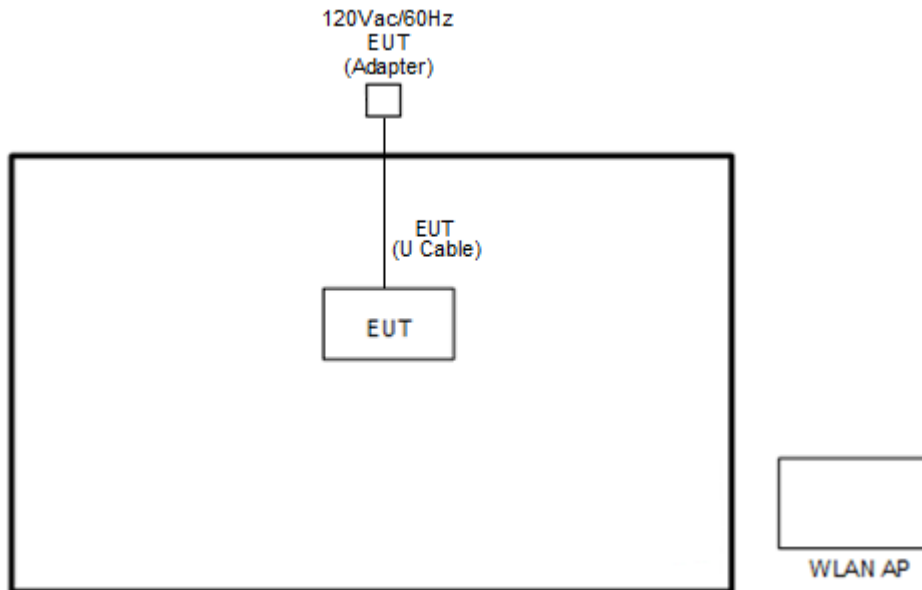 120Vac/60Hz
EUT
(Adapter)
EUT
(U Cable)
EUT
WLAN AP